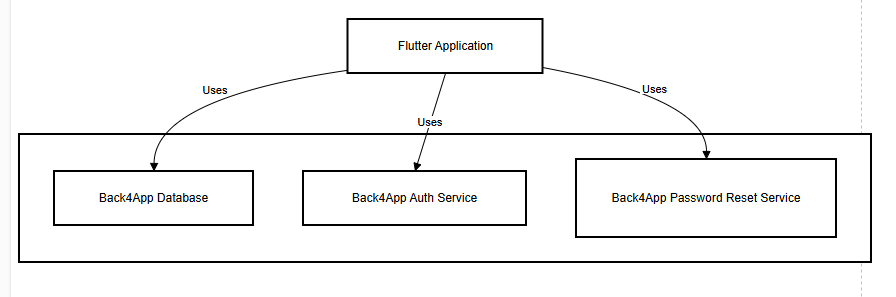 Flutter Application
Uses
Uses
Uses
Back4App Database
Back4App Auth Service
Back4App Password Reset Service